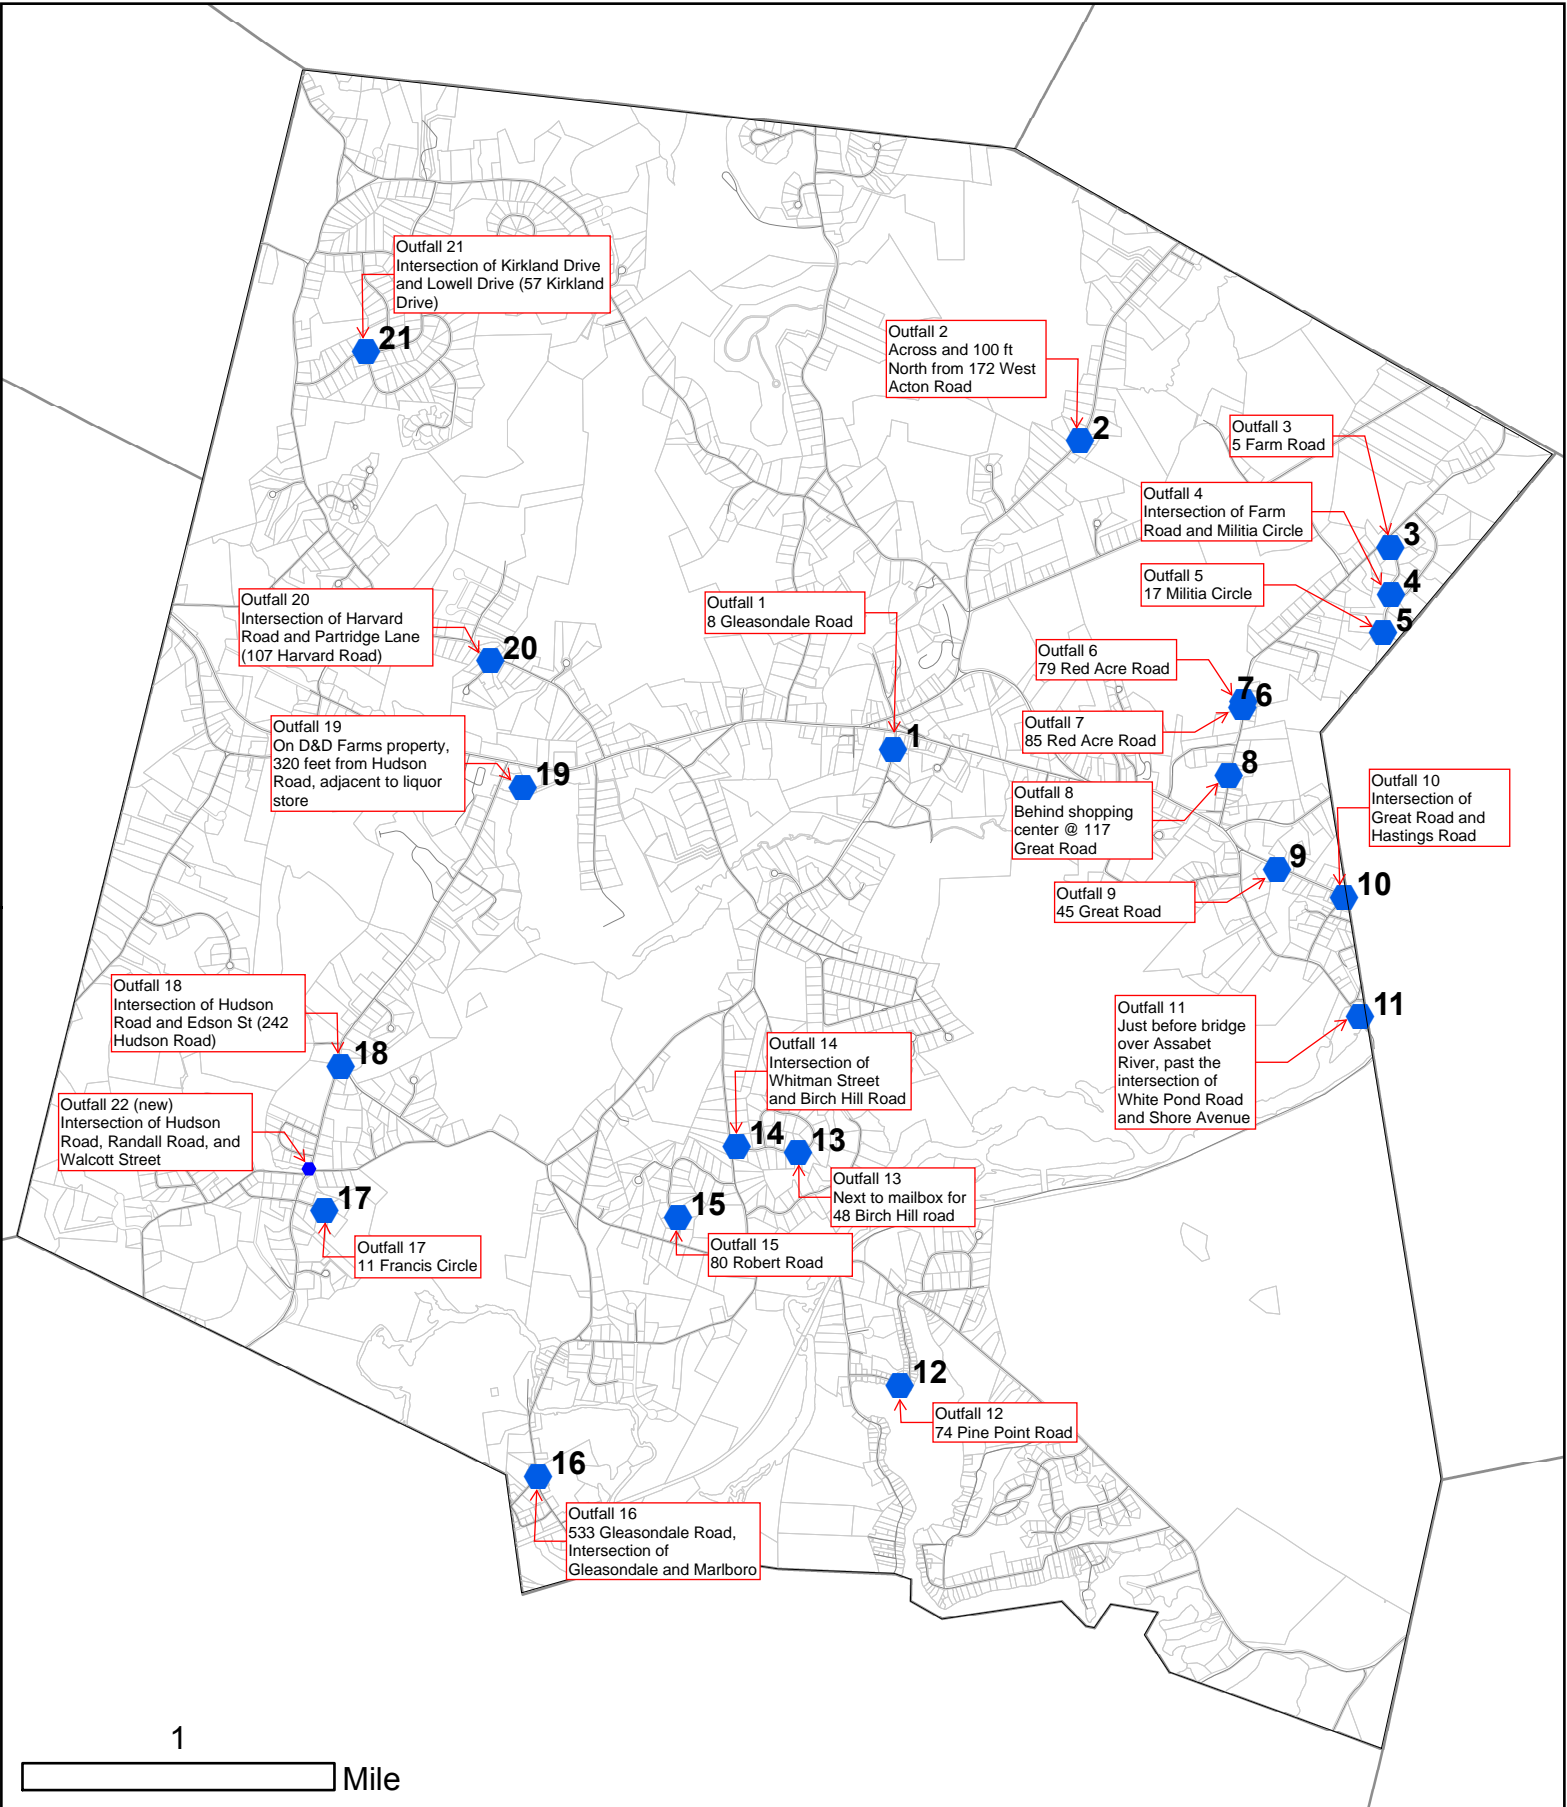 Outfall 21
Intersection of Kirkland Drive
and Lowell Drive (57 Kirkland
Drive)
21
Outfall 2
Across and 100 ft
North from 172 West
Acton Road
2
Outfall 3
5 Farm Road
3
Outfall 4
Intersection of Farm
Road and Militia Circle
4
Outfall 5
17 Militia Circle
5
Outfall 20
Intersection of Harvard
Road and Partridge Lane
(107 Harvard Road)
20
Outfall 1
8 Gleasondale Road
1
Outfall 6
79 Red Acre Road
7
6
Outfall 7
85 Red Acre Road
Outfall 19
On D&D Farms property,
320 feet from Hudson
Road, adjacent to liquor
store
19
8
Outfall 8
Behind shopping
center @ 117
Great Road
Outfall 10
Intersection of
Great Road and
Hastings Road
9
10
Outfall 9
45 Great Road
Outfall 18
Intersection of Hudson
Road and Edson St (242
Hudson Road)
18
Outfall 11
Just before bridge
over Assabet
River, past the
intersection of
White Pond Road
and Shore Avenue
11
Outfall 14
Intersection of
Whitman Street
and Birch Hill Road
14
13
Outfall 22 (new)
Intersection of Hudson
Road, Randall Road, and
Walcott Street
Outfall 13
Next to mailbox for
48 Birch Hill road
17
15
Outfall 17
11 Francis Circle
Outfall 15
80 Robert Road
12
Outfall 12
74 Pine Point Road
16
Outfall 16
533 Gleasondale Road,
Intersection of
Gleasondale and Marlboro
1
Mile